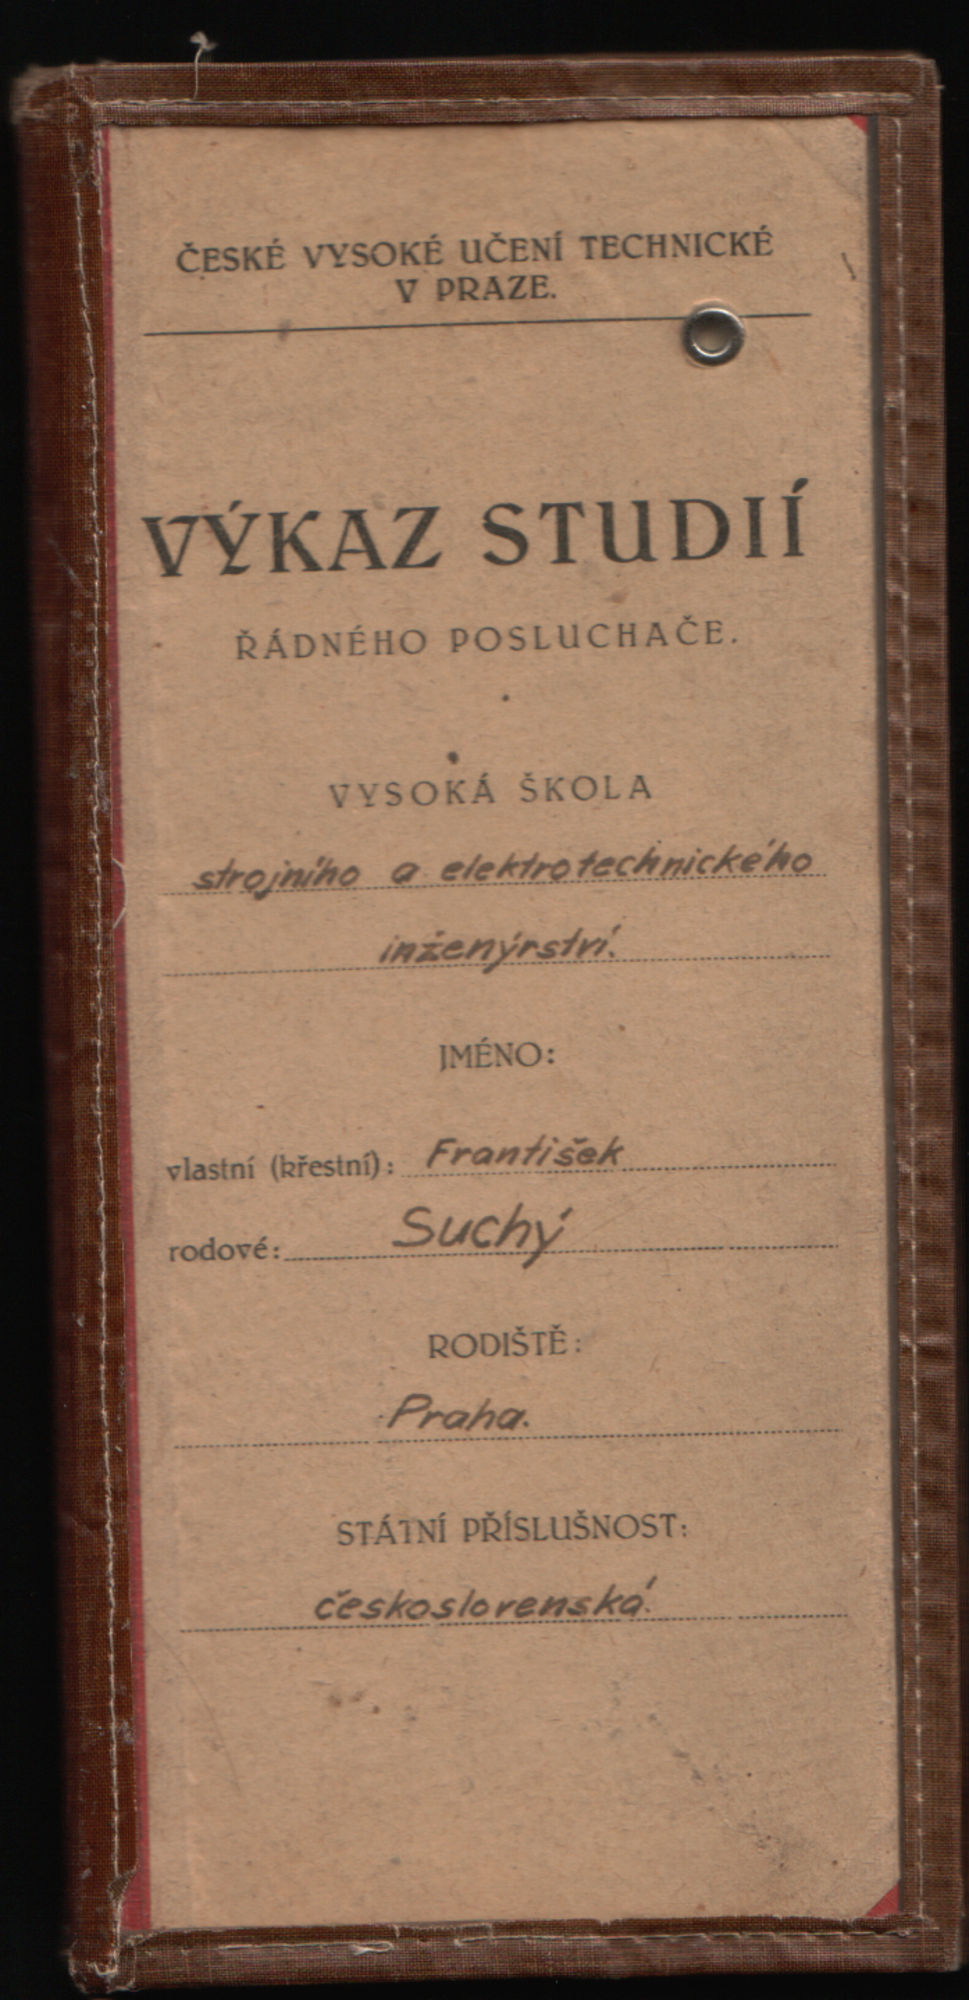 ČESKÉ VYSOKÉ UČENÍ TECHNICKÉ
V PRAZE.
VÝKAZ STUDIÍ
ŘÁDNÉHO POSLUCHAČE.
VYSOKÁ ŠKOLA
strojního a elektrotechnického
inženýrství.
JMÉNO:
vlastní (křestní): František
rodové: Suchý
RODIŠTĚ:
Praha.
STÁTNÍ PŘÍSLUŠNOST:
československá.